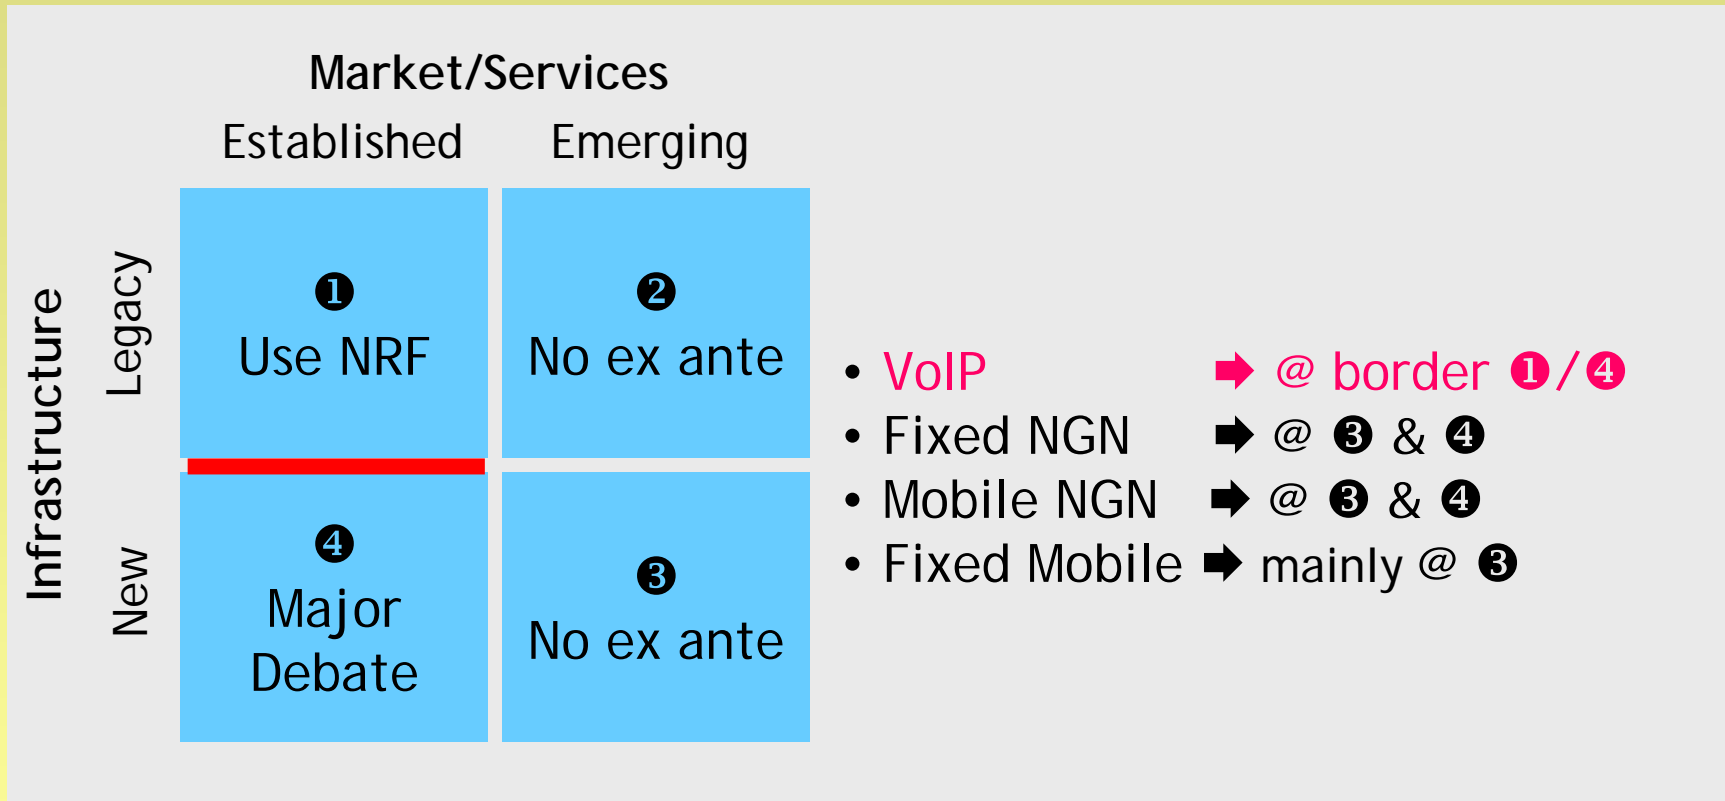 Market/Services
Established Emerging
Infrastructure
Legacy
New
❶
Use NRF
❷
No ex ante
❹
Major
Debate
❸
No ex ante
• VoIP ➡ @ border ❶/❹
• Fixed NGN ➡ @ ❸ & ❹
• Mobile NGN ➡ @ ❸ & ❹
• Fixed Mobile ➡ mainly @ ❸